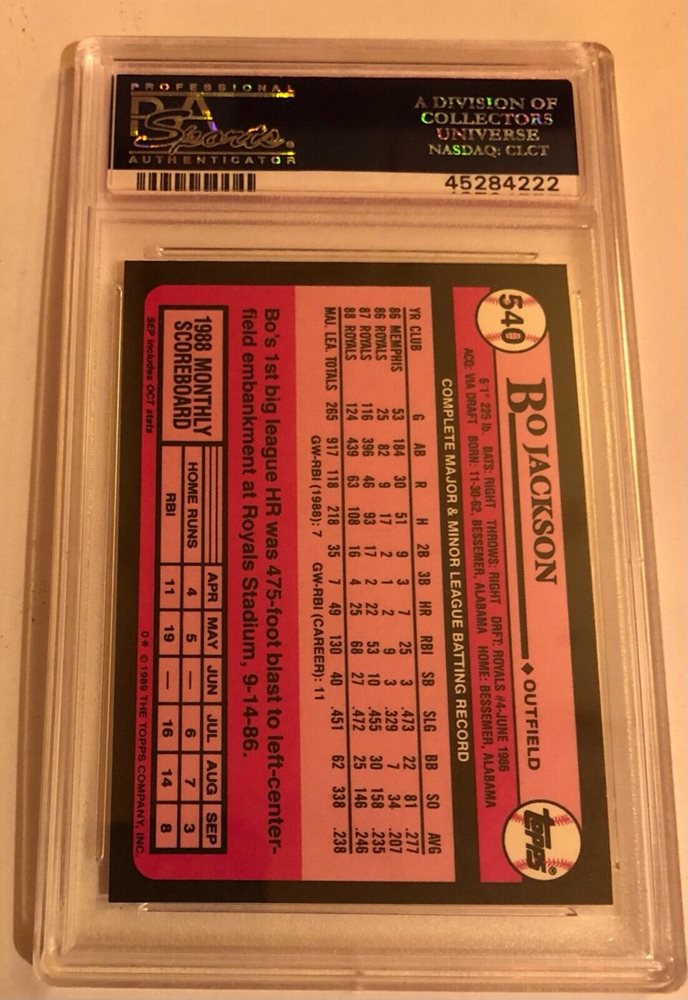 PROFESSIONAL
PSA
Sports®
AUTHENTICATOR
A DIVISION OF
COLLECTORS
UNIVERSE
NASDAQ: CLCT
45284222
540
BO JACKSON ◆ OUTFIELD
TOPPS®
6'1" 225 lb. BATS: RIGHT THROWS: RIGHT DRFT: ROYALS #4-JUNE 1986
ACQ: VIA DRAFT BORN: 11-30-62, BESSEMER, ALABAMA HOME: BESSEMER, ALABAMA
COMPLETE MAJOR & MINOR LEAGUE BATTING RECORD
YR CLUB G AB R H 2B 3B HR RBI SB SLG BB SO AVG
86 MEMPHIS 53 184 30 51 9 3 7 25 3 .473 22 81 .277
86 ROYALS 25 82 9 17 2 1 2 9 3 .329 7 34 .207
87 ROYALS 116 396 46 93 17 2 22 53 10 .455 30 158 .235
88 ROYALS 124 439 63 108 16 4 25 68 27 .472 25 146 .246
MAJ. LEA. TOTALS 265 917 118 218 35 7 49 130 40 .451 62 338 .238
GW-RBI (1988): 7 GW-RBI (CAREER): 11
Bo's 1st big league HR was 475-foot blast to left-center-
field embankment at Royals Stadium, 9-14-86.
1988 MONTHLY
SCOREBOARD
APR MAY JUN JUL AUG SEP
HOME RUNS 4 5 — 6 7 3
RBI 11 19 — 16 14 8
SEP includes OCT stats
D* © 1989 THE TOPPS COMPANY, INC.